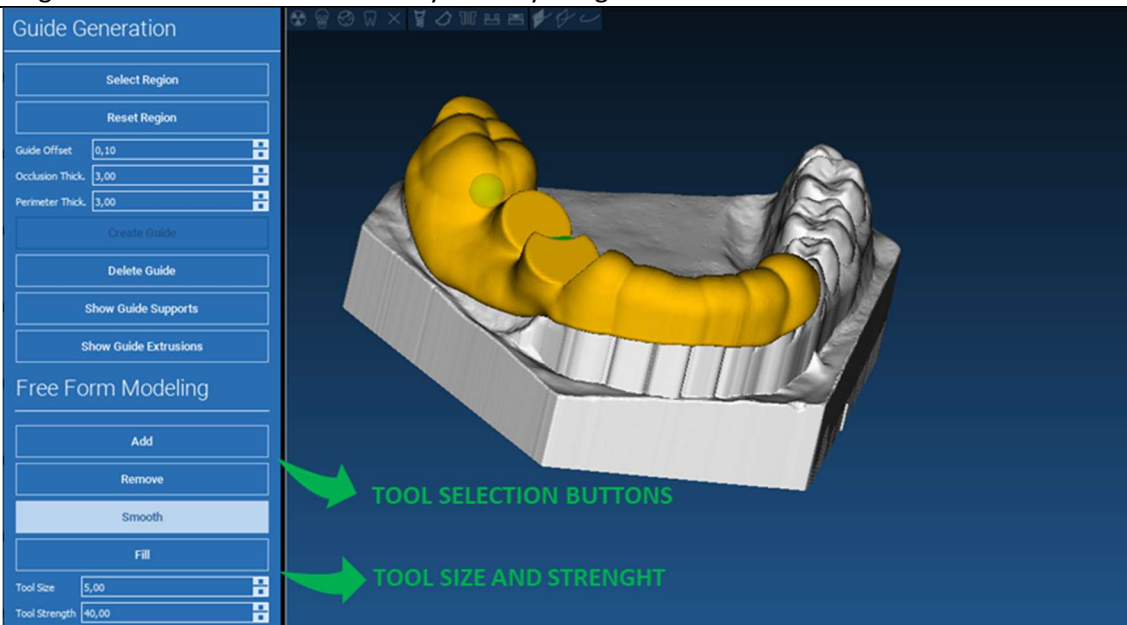 Guide Generation
Select Region
Reset Region
Guide Offset 0,10
Occlusion Thick. 3,00
Perimeter Thick. 3,00
Create Guide
Delete Guide
Show Guide Supports
Show Guide Extrusions
Free Form Modeling
Add
Remove
TOOL SELECTION BUTTONS
Smooth
Fill
TOOL SIZE AND STRENGHT
Tool Size 5,00
Tool Strength 40,00